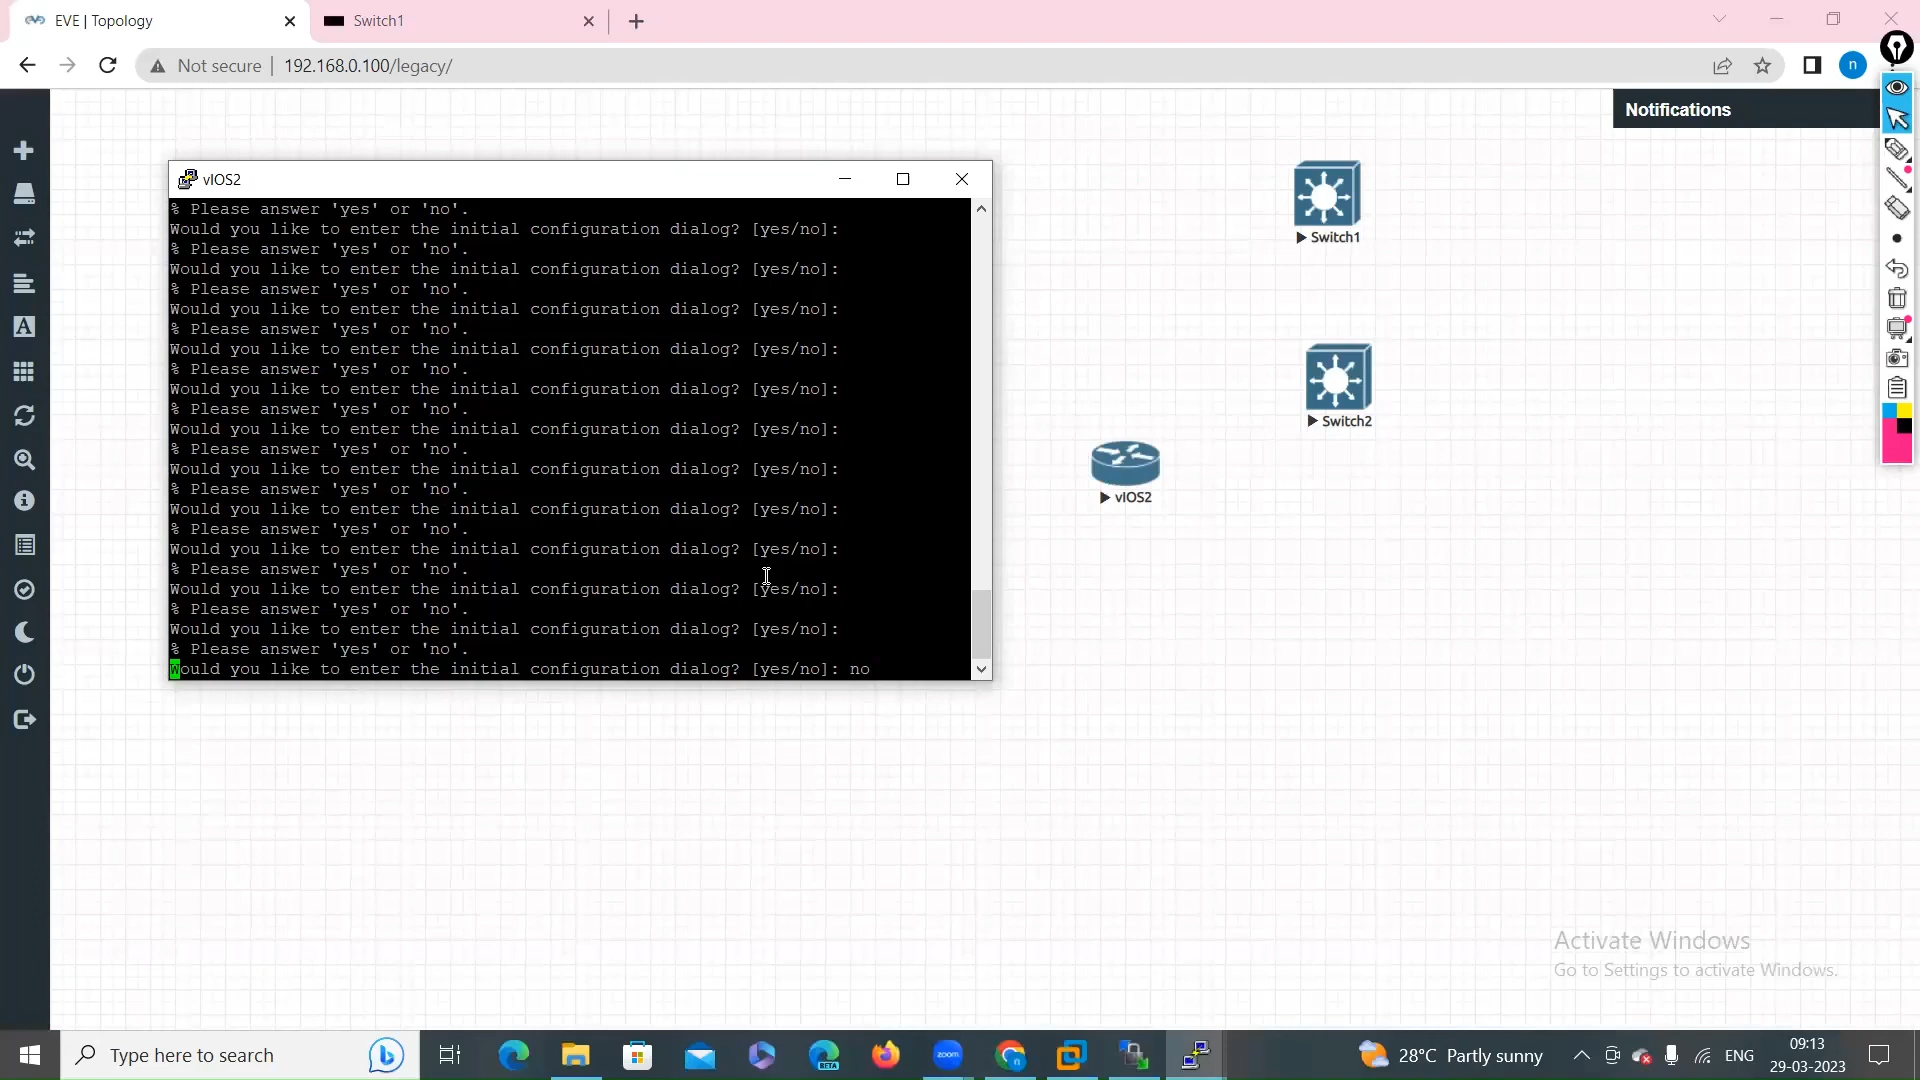 EVE | Topology
Switch1
Not secure
192.168.0.100/legacy/
n
Notifications
vIOS2
% Please answer 'yes' or 'no'.
Would you like to enter the initial configuration dialog? [yes/no]:
% Please answer 'yes' or 'no'.
Would you like to enter the initial configuration dialog? [yes/no]:
% Please answer 'yes' or 'no'.
Would you like to enter the initial configuration dialog? [yes/no]:
% Please answer 'yes' or 'no'.
Would you like to enter the initial configuration dialog? [yes/no]:
% Please answer 'yes' or 'no'.
Would you like to enter the initial configuration dialog? [yes/no]:
% Please answer 'yes' or 'no'.
Would you like to enter the initial configuration dialog? [yes/no]:
% Please answer 'yes' or 'no'.
Would you like to enter the initial configuration dialog? [yes/no]:
% Please answer 'yes' or 'no'.
Would you like to enter the initial configuration dialog? [yes/no]:
% Please answer 'yes' or 'no'.
Would you like to enter the initial configuration dialog? [yes/no]:
% Please answer 'yes' or 'no'.
Would you like to enter the initial configuration dialog? [yes/no]:
% Please answer 'yes' or 'no'.
Would you like to enter the initial configuration dialog? [yes/no]:
% Please answer 'yes' or 'no'.
Would you like to enter the initial configuration dialog? [yes/no]: no
Switch1
Switch2
vIOS2
Activate Windows
Go to Settings to activate Windows.
Type here to search
BETA
zoom
n
28°C Partly sunny
ENG
09:13
29-03-2023